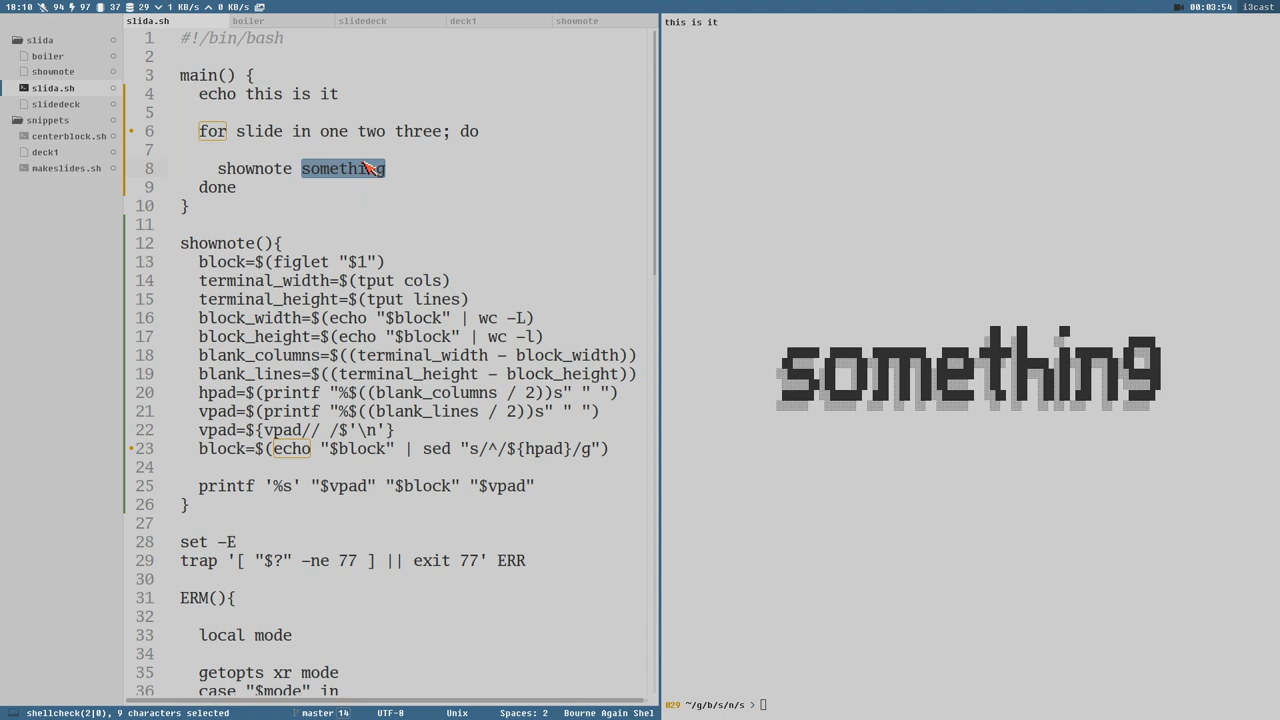 18:10 94 97 37 29 1 KB/s 0 KB/s
00:03:54 i3cast
slida.sh boiler slidedeck deck1 shownote
slida
boiler
shownote
slida.sh
slidedeck
snippets
centerblock.sh
deck1
makeslides.sh
1 #!/bin/bash
2
3 main() {
4 echo this is it
5
6 for slide in one two three; do
7
8 shownote something
9 done
10 }
11
12 shownote(){
13 block=$(figlet "$1")
14 terminal_width=$(tput cols)
15 terminal_height=$(tput lines)
16 block_width=$(echo "$block" | wc -L)
17 block_height=$(echo "$block" | wc -l)
18 blank_columns=$((terminal_width - block_width))
19 blank_lines=$((terminal_height - block_height))
20 hpad=$(printf "%$((blank_columns / 2))s" " ")
21 vpad=$(printf "%$((blank_lines / 2))s" " ")
22 vpad=${vpad// /$'\n'}
23 block=$(echo "$block" | sed "s/^/${hpad}/g")
24
25 printf '%s' "$vpad" "$block" "$vpad"
26 }
27
28 set -E
29 trap '[ "$?" -ne 77 ] || exit 77' ERR
30
31 ERM(){
32
33 local mode
34
35 getopts xr mode
36 case "$mode" in
shellcheck(2|0), 9 characters selected master 14 UTF-8 Unix Spaces: 2 Bourne Again Shel
this is it
something
029 ~/g/b/s/n/s >